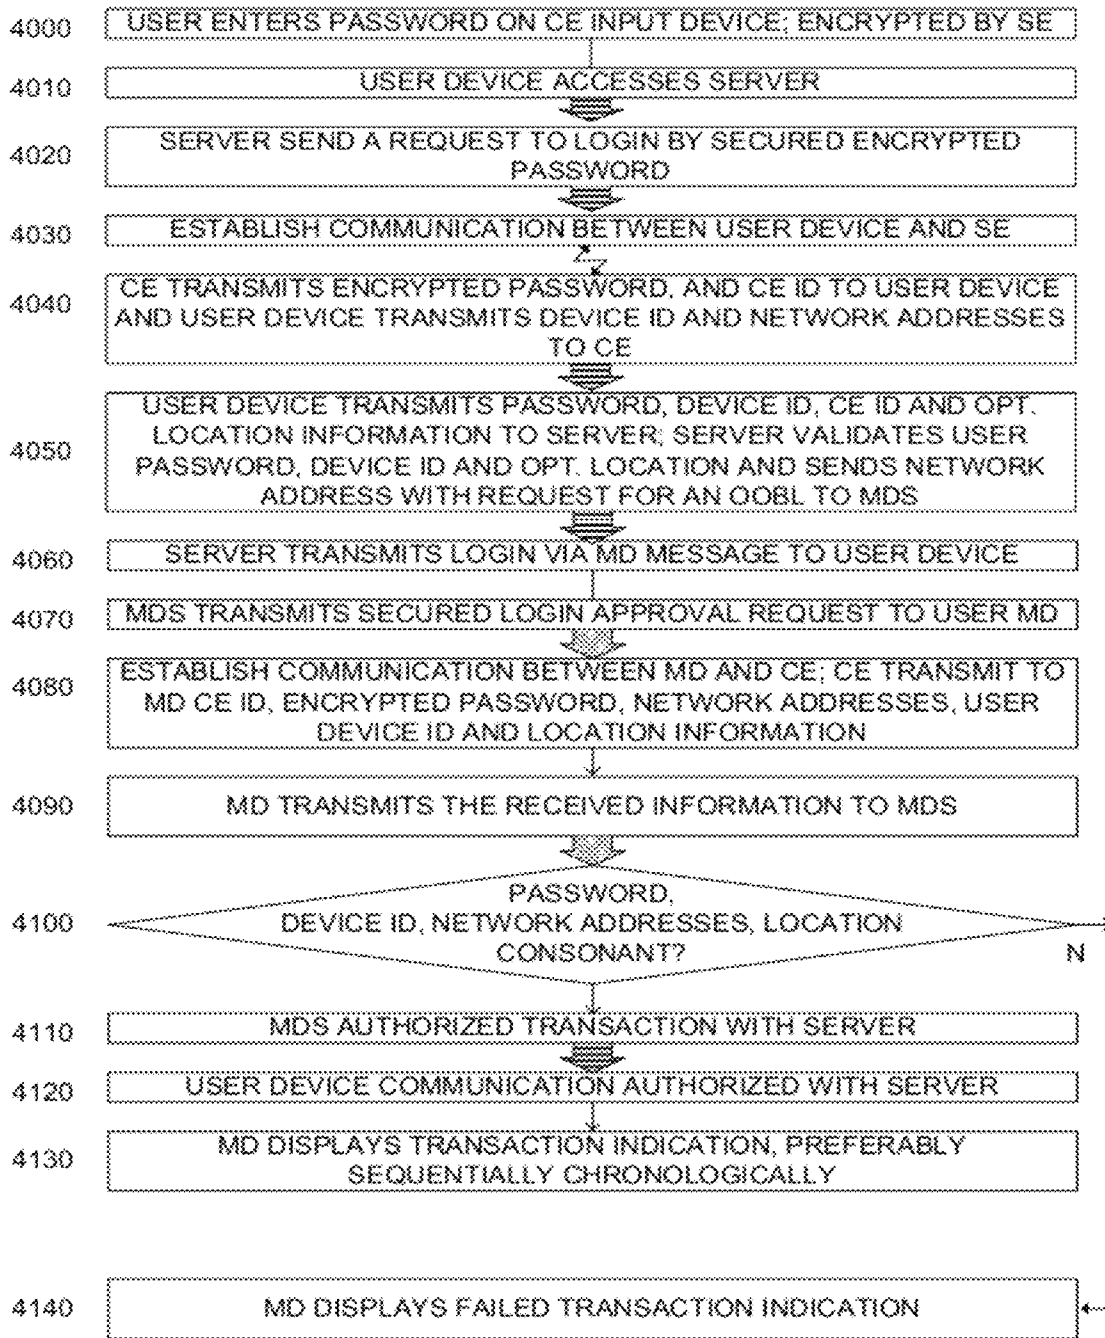 4000 USER ENTERS PASSWORD ON CE INPUT DEVICE; ENCRYPTED BY SE
4010 USER DEVICE ACCESSES SERVER
4020 SERVER SEND A REQUEST TO LOGIN BY SECURED ENCRYPTED
PASSWORD
4030 ESTABLISH COMMUNICATION BETWEEN USER DEVICE AND SE
4040 CE TRANSMITS ENCRYPTED PASSWORD, AND CE ID TO USER DEVICE
AND USER DEVICE TRANSMITS DEVICE ID AND NETWORK ADDRESSES
TO CE
4050 USER DEVICE TRANSMITS PASSWORD, DEVICE ID, CE ID AND OPT.
LOCATION INFORMATION TO SERVER; SERVER VALIDATES USER
PASSWORD, DEVICE ID AND OPT. LOCATION AND SENDS NETWORK
ADDRESS WITH REQUEST FOR AN OOBL TO MDS
4060 SERVER TRANSMITS LOGIN VIA MD MESSAGE TO USER DEVICE
4070 MDS TRANSMITS SECURED LOGIN APPROVAL REQUEST TO USER MD
4080 ESTABLISH COMMUNICATION BETWEEN MD AND CE; CE TRANSMIT TO
MD CE ID, ENCRYPTED PASSWORD, NETWORK ADDRESSES, USER
DEVICE ID AND LOCATION INFORMATION
4090 MD TRANSMITS THE RECEIVED INFORMATION TO MDS
4100 PASSWORD,
DEVICE ID, NETWORK ADDRESSES, LOCATION
CONSONANT?
N
4110 MDS AUTHORIZED TRANSACTION WITH SERVER
4120 USER DEVICE COMMUNICATION AUTHORIZED WITH SERVER
4130 MD DISPLAYS TRANSACTION INDICATION, PREFERABLY
SEQUENTIALLY CHRONOLOGICALLY
4140 MD DISPLAYS FAILED TRANSACTION INDICATION